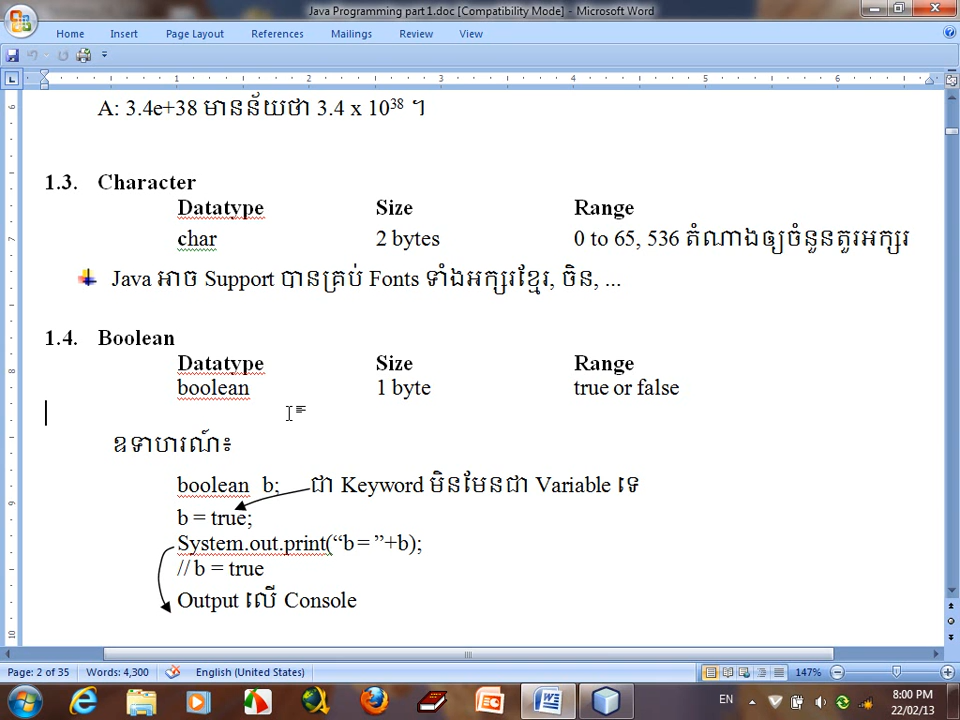 Java Programming part 1.doc [Compatibility Mode] - Microsoft Word
Home Insert Page Layout References Mailings Review View
A: 3.4e+38 មានន័យថា 3.4 x 10³⁸ ។
1.3. Character
Datatype Size Range
char 2 bytes 0 to 65, 536 តំណាងឲ្យចំនួនតួរអក្សរ
Java អាច Support បានគ្រប់ Fonts ទាំងអក្សរខ្មែរ, ចិន, ...
1.4. Boolean
Datatype Size Range
boolean 1 byte true or false
ឧទាហរណ៍ៈ
boolean b; ជា Keyword មិនមែនជា Variable ទេ
b = true;
System.out.print(“b = ”+b);
// b = true
Output លើ Console
Page: 2 of 35 Words: 4,300 English (United States) 147%
EN 8:00 PM
22/02/13